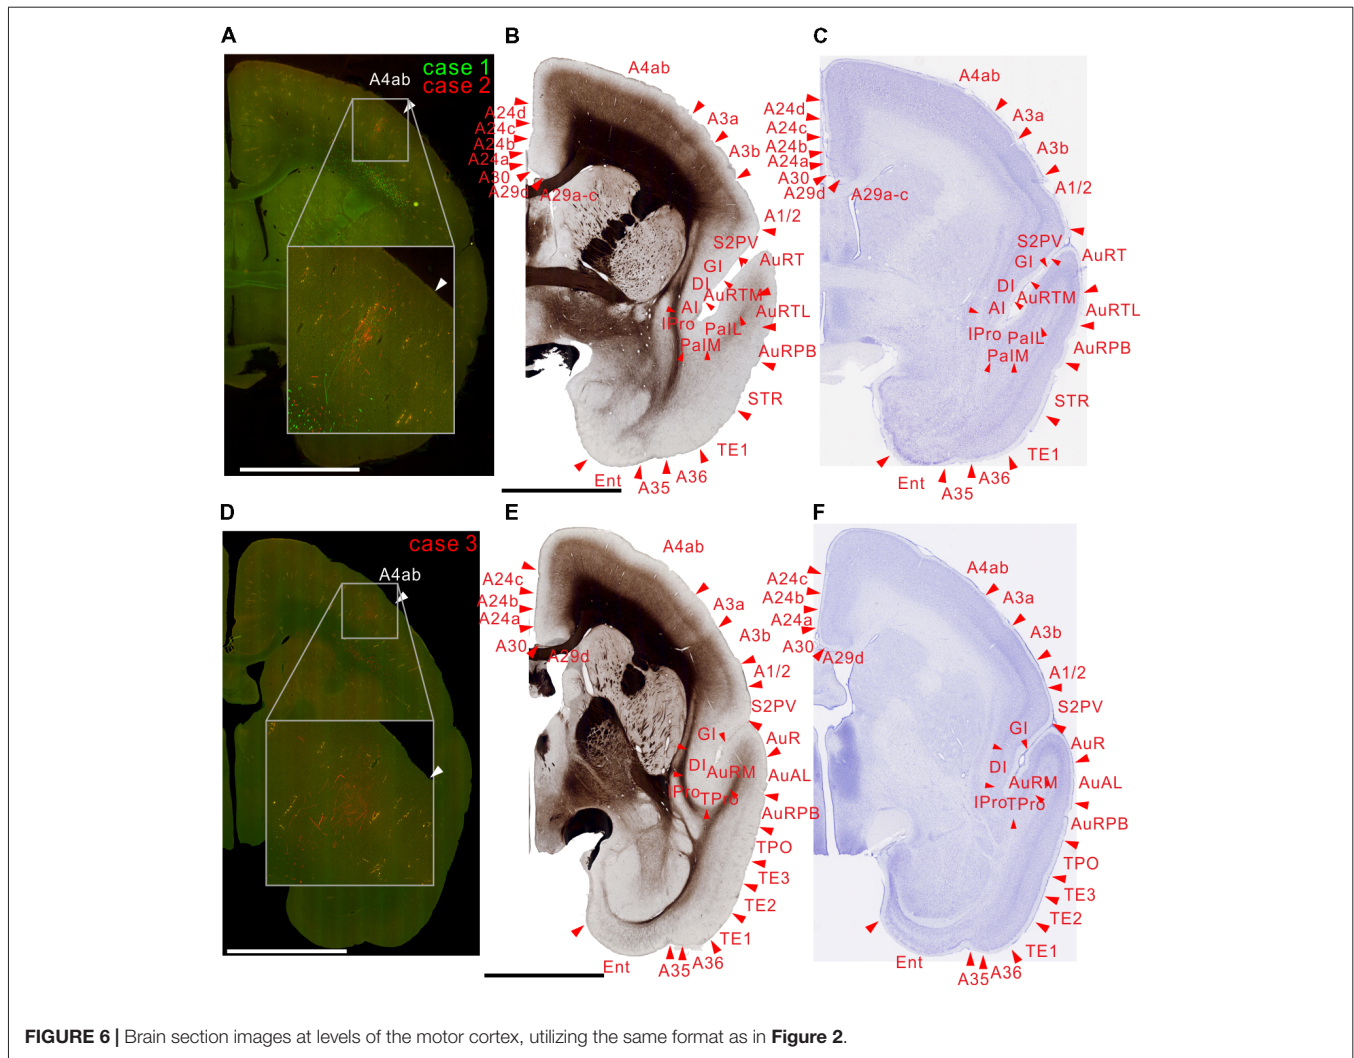 A
case 1
case 2
A4ab
B
A4ab
A24d
A24c
A24b
A24a
A30
A29d
A29a-c
A3a
A3b
A1/2
S2PV
GI
AuRT
DI
AuRTM
AI
AuRTL
IPro
PaIL
PaIM
AuRPB
STR
TE1
A36
A35
Ent
C
A4ab
A24d
A24c
A24b
A24a
A30
A29d
A29a-c
A3a
A3b
A1/2
S2PV
GI
AuRT
DI
AuRTM
AI
AuRTL
IPro
PaIL
PaIM
AuRPB
STR
TE1
A36
A35
Ent
D
case 3
A4ab
E
A4ab
A24c
A24b
A24a
A30
A29d
A3a
A3b
A1/2
S2PV
GI
AuR
DI
AuRM
AuAL
IPro
TPro
AuRPB
TPO
TE3
TE2
TE1
A36
A35
Ent
F
A4ab
A24c
A24b
A24a
A30
A29d
A3a
A3b
A1/2
S2PV
GI
AuR
DI
AuRM
AuAL
IPro
TPro
AuRPB
TPO
TE3
TE2
TE1
A36
A35
Ent
FIGURE 6 | Brain section images at levels of the motor cortex, utilizing the same format as in Figure 2.